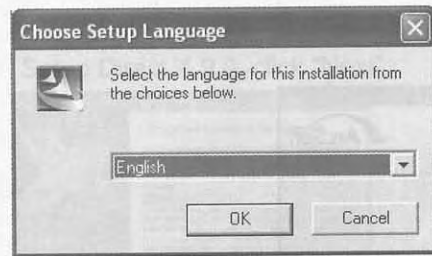 Choose Setup Language
Select the language for this installation from
the choices below.
English
OK
Cancel